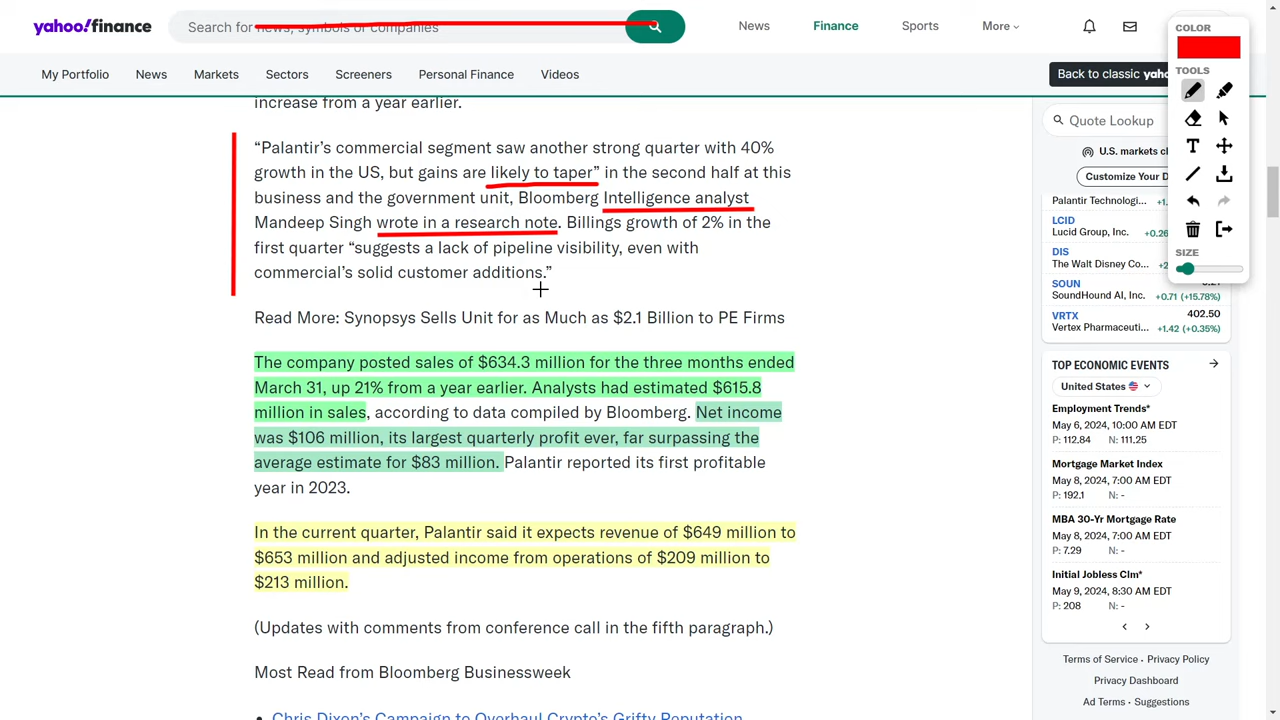 yahoo!finance
Search for news, symbols or companies
News
Finance
Sports
More
My Portfolio
News
Markets
Sectors
Screeners
Personal Finance
Videos
Back to classic
increase from a year earlier.
“Palantir’s commercial segment saw another strong quarter with 40%
growth in the US, but gains are likely to taper” in the second half at this
business and the government unit, Bloomberg Intelligence analyst
Mandeep Singh wrote in a research note. Billings growth of 2% in the
first quarter “suggests a lack of pipeline visibility, even with
commercial’s solid customer additions.”
Read More: Synopsys Sells Unit for as Much as $2.1 Billion to PE Firms
The company posted sales of $634.3 million for the three months ended
March 31, up 21% from a year earlier. Analysts had estimated $615.8
million in sales, according to data compiled by Bloomberg. Net income
was $106 million, its largest quarterly profit ever, far surpassing the
average estimate for $83 million. Palantir reported its first profitable
year in 2023.
In the current quarter, Palantir said it expects revenue of $649 million to
$653 million and adjusted income from operations of $209 million to
$213 million.
(Updates with comments from conference call in the fifth paragraph.)
Most Read from Bloomberg Businessweek
• Chris Dixon’s Campaign to Overhaul Crypto’s Grifty Reputation
COLOR
TOOLS
T
SIZE
Quote Lookup
U.S. markets cl
Customize Your D
Palantir Technologi...
LCID
Lucid Group, Inc.
+0.26
DIS
The Walt Disney Co...
SOUN
SoundHound AI, Inc.
+0.71 (+15.78%)
VRTX
402.50
Vertex Pharmaceuti...
+1.42 (+0.35%)
TOP ECONOMIC EVENTS
United States
Employment Trends*
May 6, 2024, 10:00 AM EDT
P: 112.84 N: 111.25
Mortgage Market Index
May 8, 2024, 7:00 AM EDT
P: 192.1 N: -
MBA 30-Yr Mortgage Rate
May 8, 2024, 7:00 AM EDT
P: 7.29 N: -
Initial Jobless Clm*
May 9, 2024, 8:30 AM EDT
P: 208 N: -
Terms of Service • Privacy Policy
Privacy Dashboard
Ad Terms • Suggestions